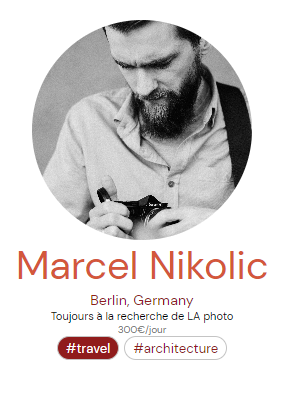 Marcel Nikolic
Berlin, Germany
Toujours à la recherche de LA photo
300€/jour
#travel #architecture